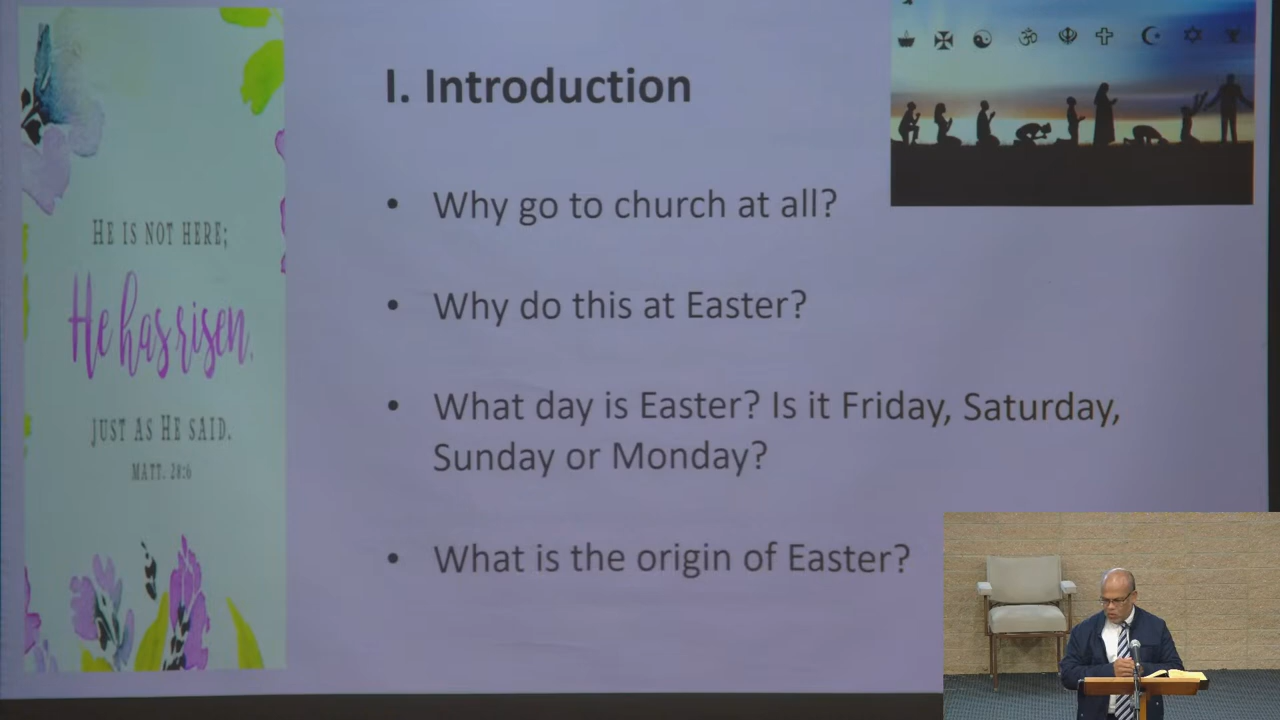 HE IS NOT HERE;
He has risen.
JUST AS HE SAID.
MATT. 28:6
I. Introduction
• Why go to church at all?
• Why do this at Easter?
• What day is Easter? Is it Friday, Saturday,
Sunday or Monday?
• What is the origin of Easter?